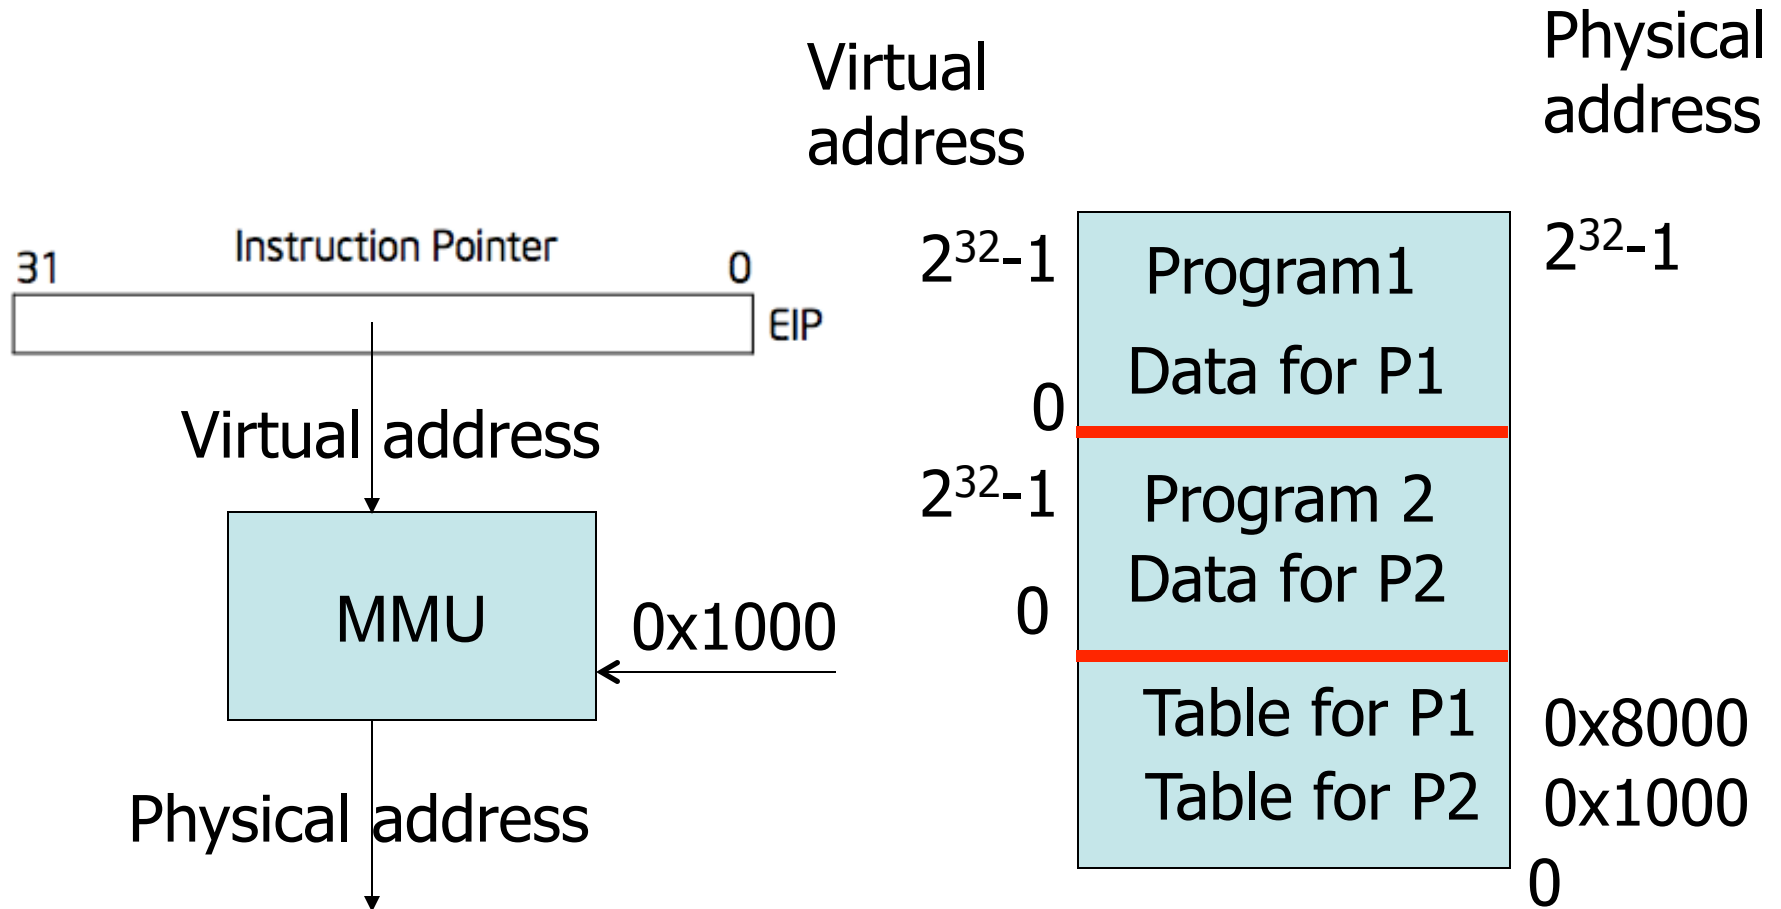 Virtual
address
Physical
address
31 Instruction Pointer 0
EIP
Virtual address
MMU
0x1000
Physical address
2³²-1 Program1 2³²-1
Data for P1
0
2³²-1 Program 2
Data for P2
0
Table for P1 0x8000
Table for P2 0x1000
0